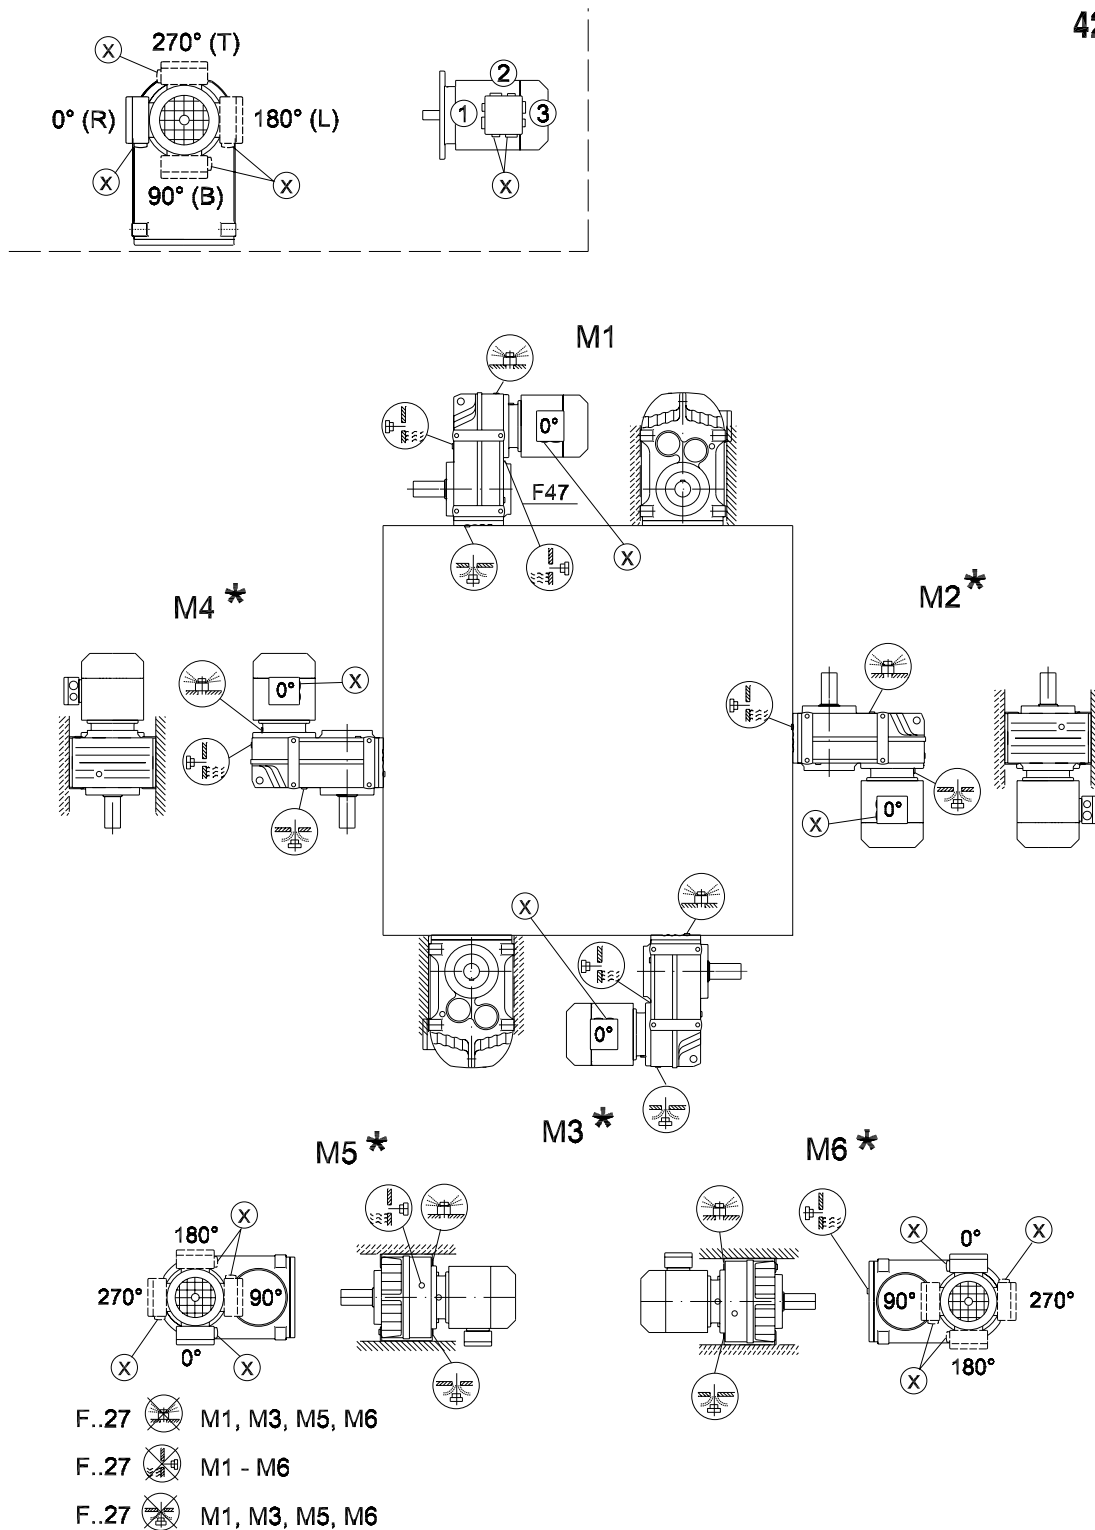 42
270° (T)
X
0° (R)
180° (L)
X
90° (B)
X
1
2
3
X
M1
0°
F47
X
M4 *
M2 *
0°
X
0°
X
X
0°
M3 *
M5 *
M6 *
X
180°
270°
90°
0°
X
X
X
0°
X
90°
270°
180°
X
F..27 M1, M3, M5, M6
F..27 M1 - M6
F..27 M1, M3, M5, M6